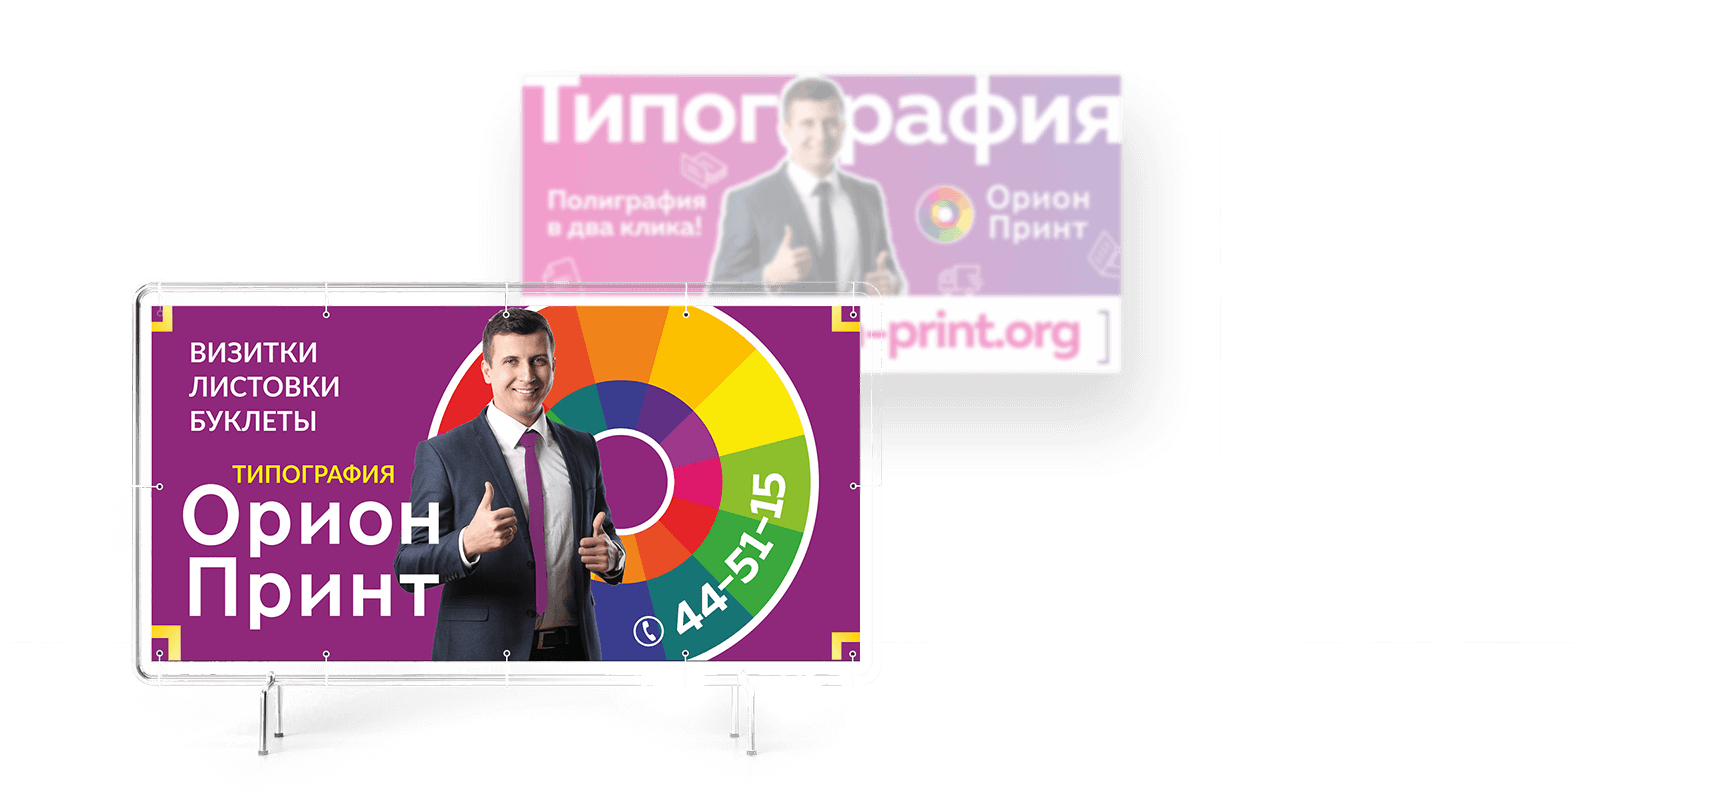 Типография
Полиграфия
в два клика!
Орион
Принт
-print.org ]
ВИЗИТКИ
ЛИСТОВКИ
БУКЛЕТЫ
ТИПОГРАФИЯ
Орион
Принт
44-51-15